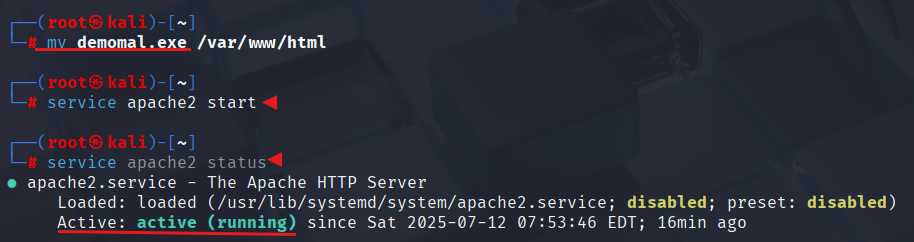 ┌──(root㉿kali)-[~]
└─# mv demomal.exe /var/www/html
┌──(root㉿kali)-[~]
└─# service apache2 start
┌──(root㉿kali)-[~]
└─# service apache2 status
● apache2.service - The Apache HTTP Server
Loaded: loaded (/usr/lib/systemd/system/apache2.service; disabled; preset: disabled)
Active: active (running) since Sat 2025-07-12 07:53:46 EDT; 16min ago